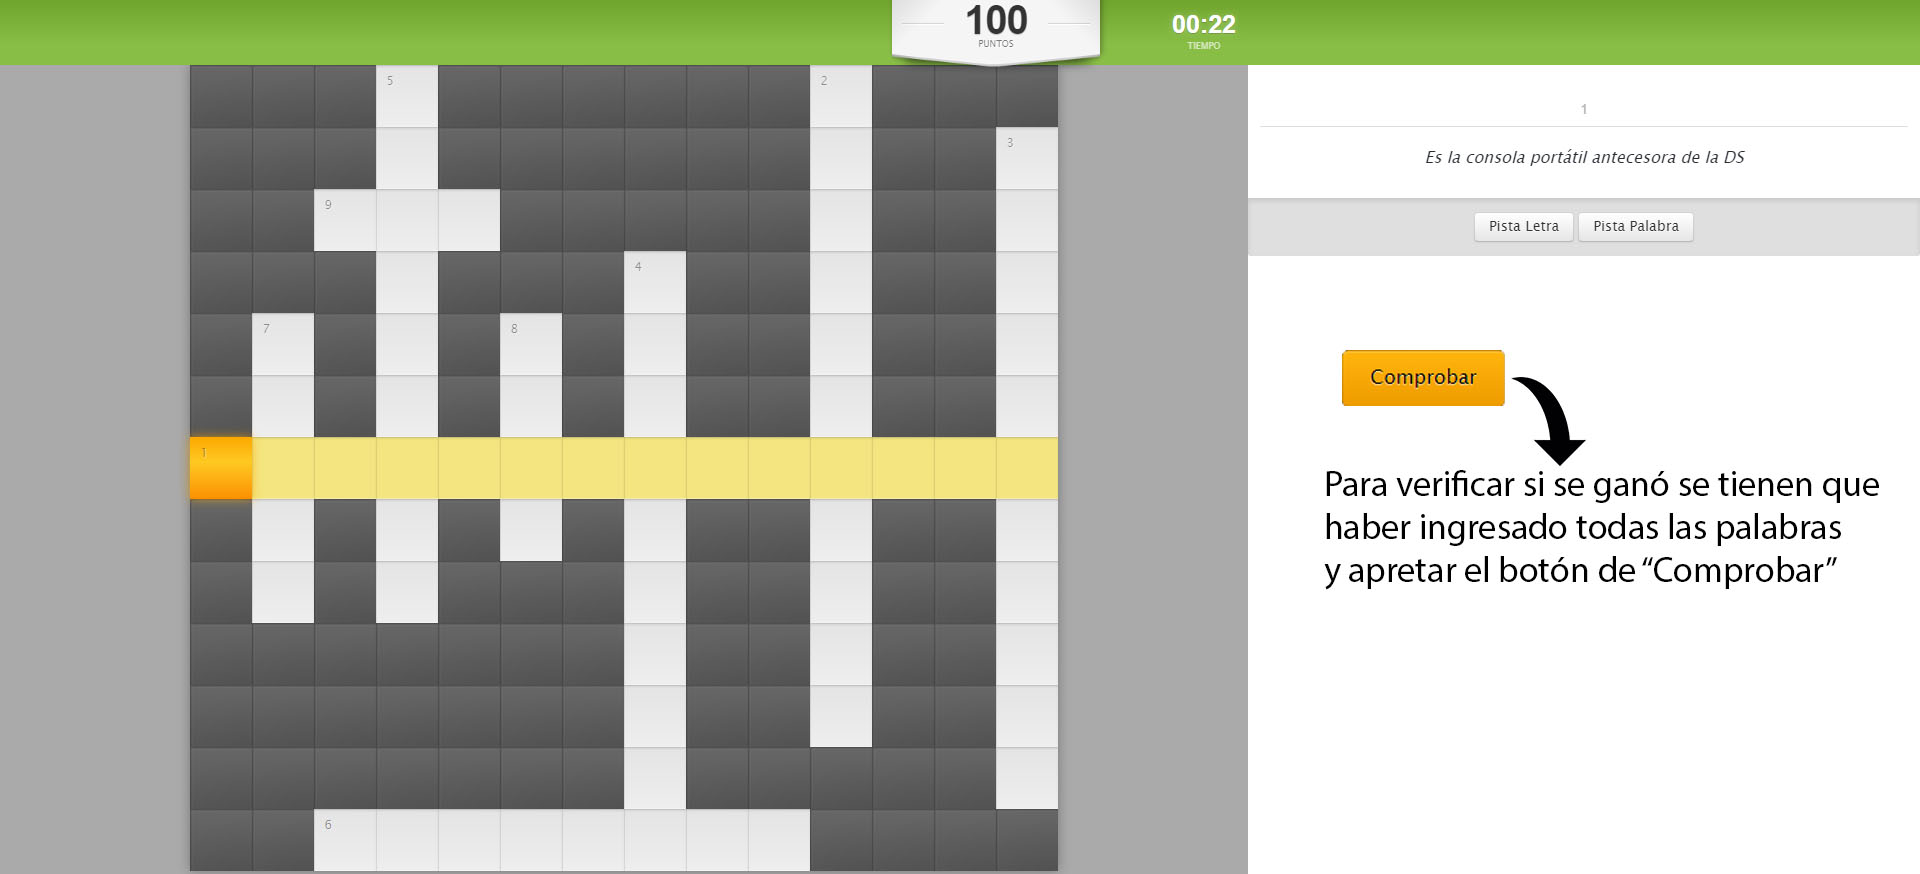 100
PUNTOS
00:22
TIEMPO
5
2
1
3
Es la consola portátil antecesora de la DS
9
Pista Letra
Pista Palabra
4
7
8
Comprobar
1
Para verificar si se ganó se tienen que
haber ingresado todas las palabras
y apretar el botón de “Comprobar”
6